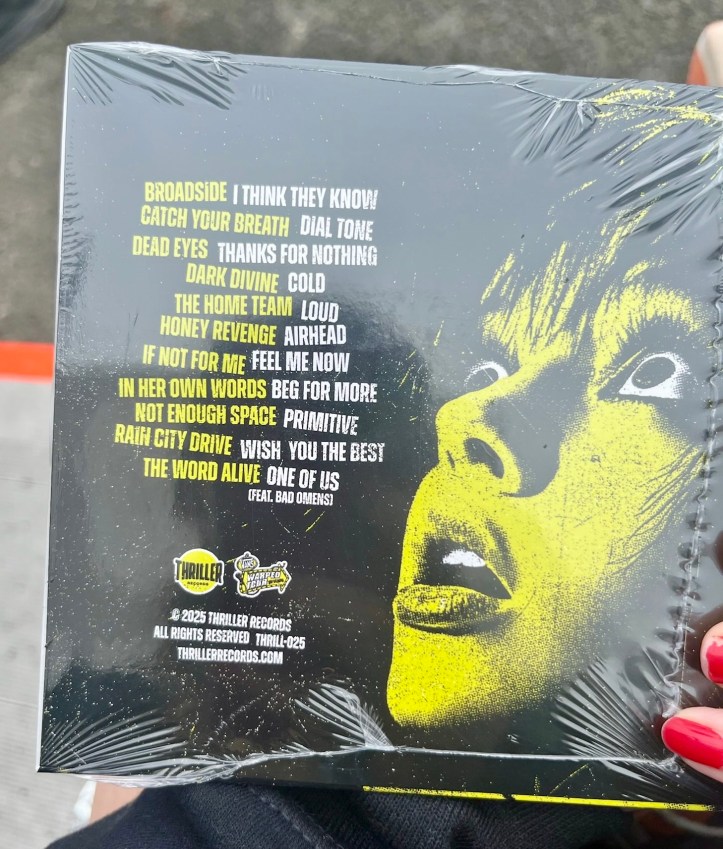 BROADSiDE I THINK THEY KNOW
CATCH YOUR BREATH DIAL TONE
DEAD EYES THANKS FOR NOTHING
DARK DIVINE COLD
THE HOME TEAM LOUD
HONEY REVENGE AIRHEAD
IF NOT FOR ME FEEL ME NOW
IN HER OWN WORDS BEG FOR MORE
NOT ENOUGH SPACE PRIMITIVE
RAIN CITY DRIVE WISH YOU THE BEST
THE WORD ALIVE ONE OF US
(FEAT. BAD OMENS)
THRILLER
RECORDS
VANS
WARPED
TOUR
© 2025 THRILLER RECORDS
ALL RIGHTS RESERVED THRILL-025
THRILLERRECORDS.COM